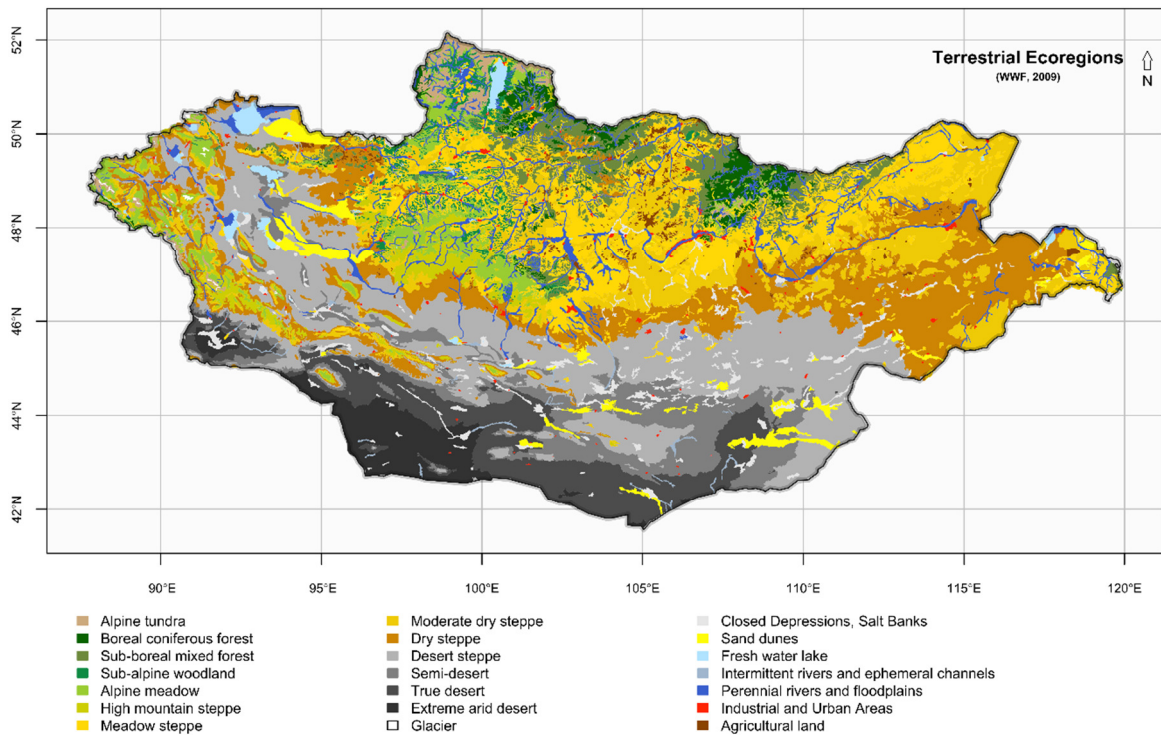 Terrestrial Ecoregions
(WWF, 2009)
N
52°N
50°N
48°N
46°N
44°N
42°N
90°E
95°E
100°E
105°E
110°E
115°E
120°E
Alpine tundra
Boreal coniferous forest
Sub-boreal mixed forest
Sub-alpine woodland
Alpine meadow
High mountain steppe
Meadow steppe
Moderate dry steppe
Dry steppe
Desert steppe
Semi-desert
True desert
Extreme arid desert
Glacier
Closed Depressions, Salt Banks
Sand dunes
Fresh water lake
Intermittent rivers and ephemeral channels
Perennial rivers and floodplains
Industrial and Urban Areas
Agricultural land